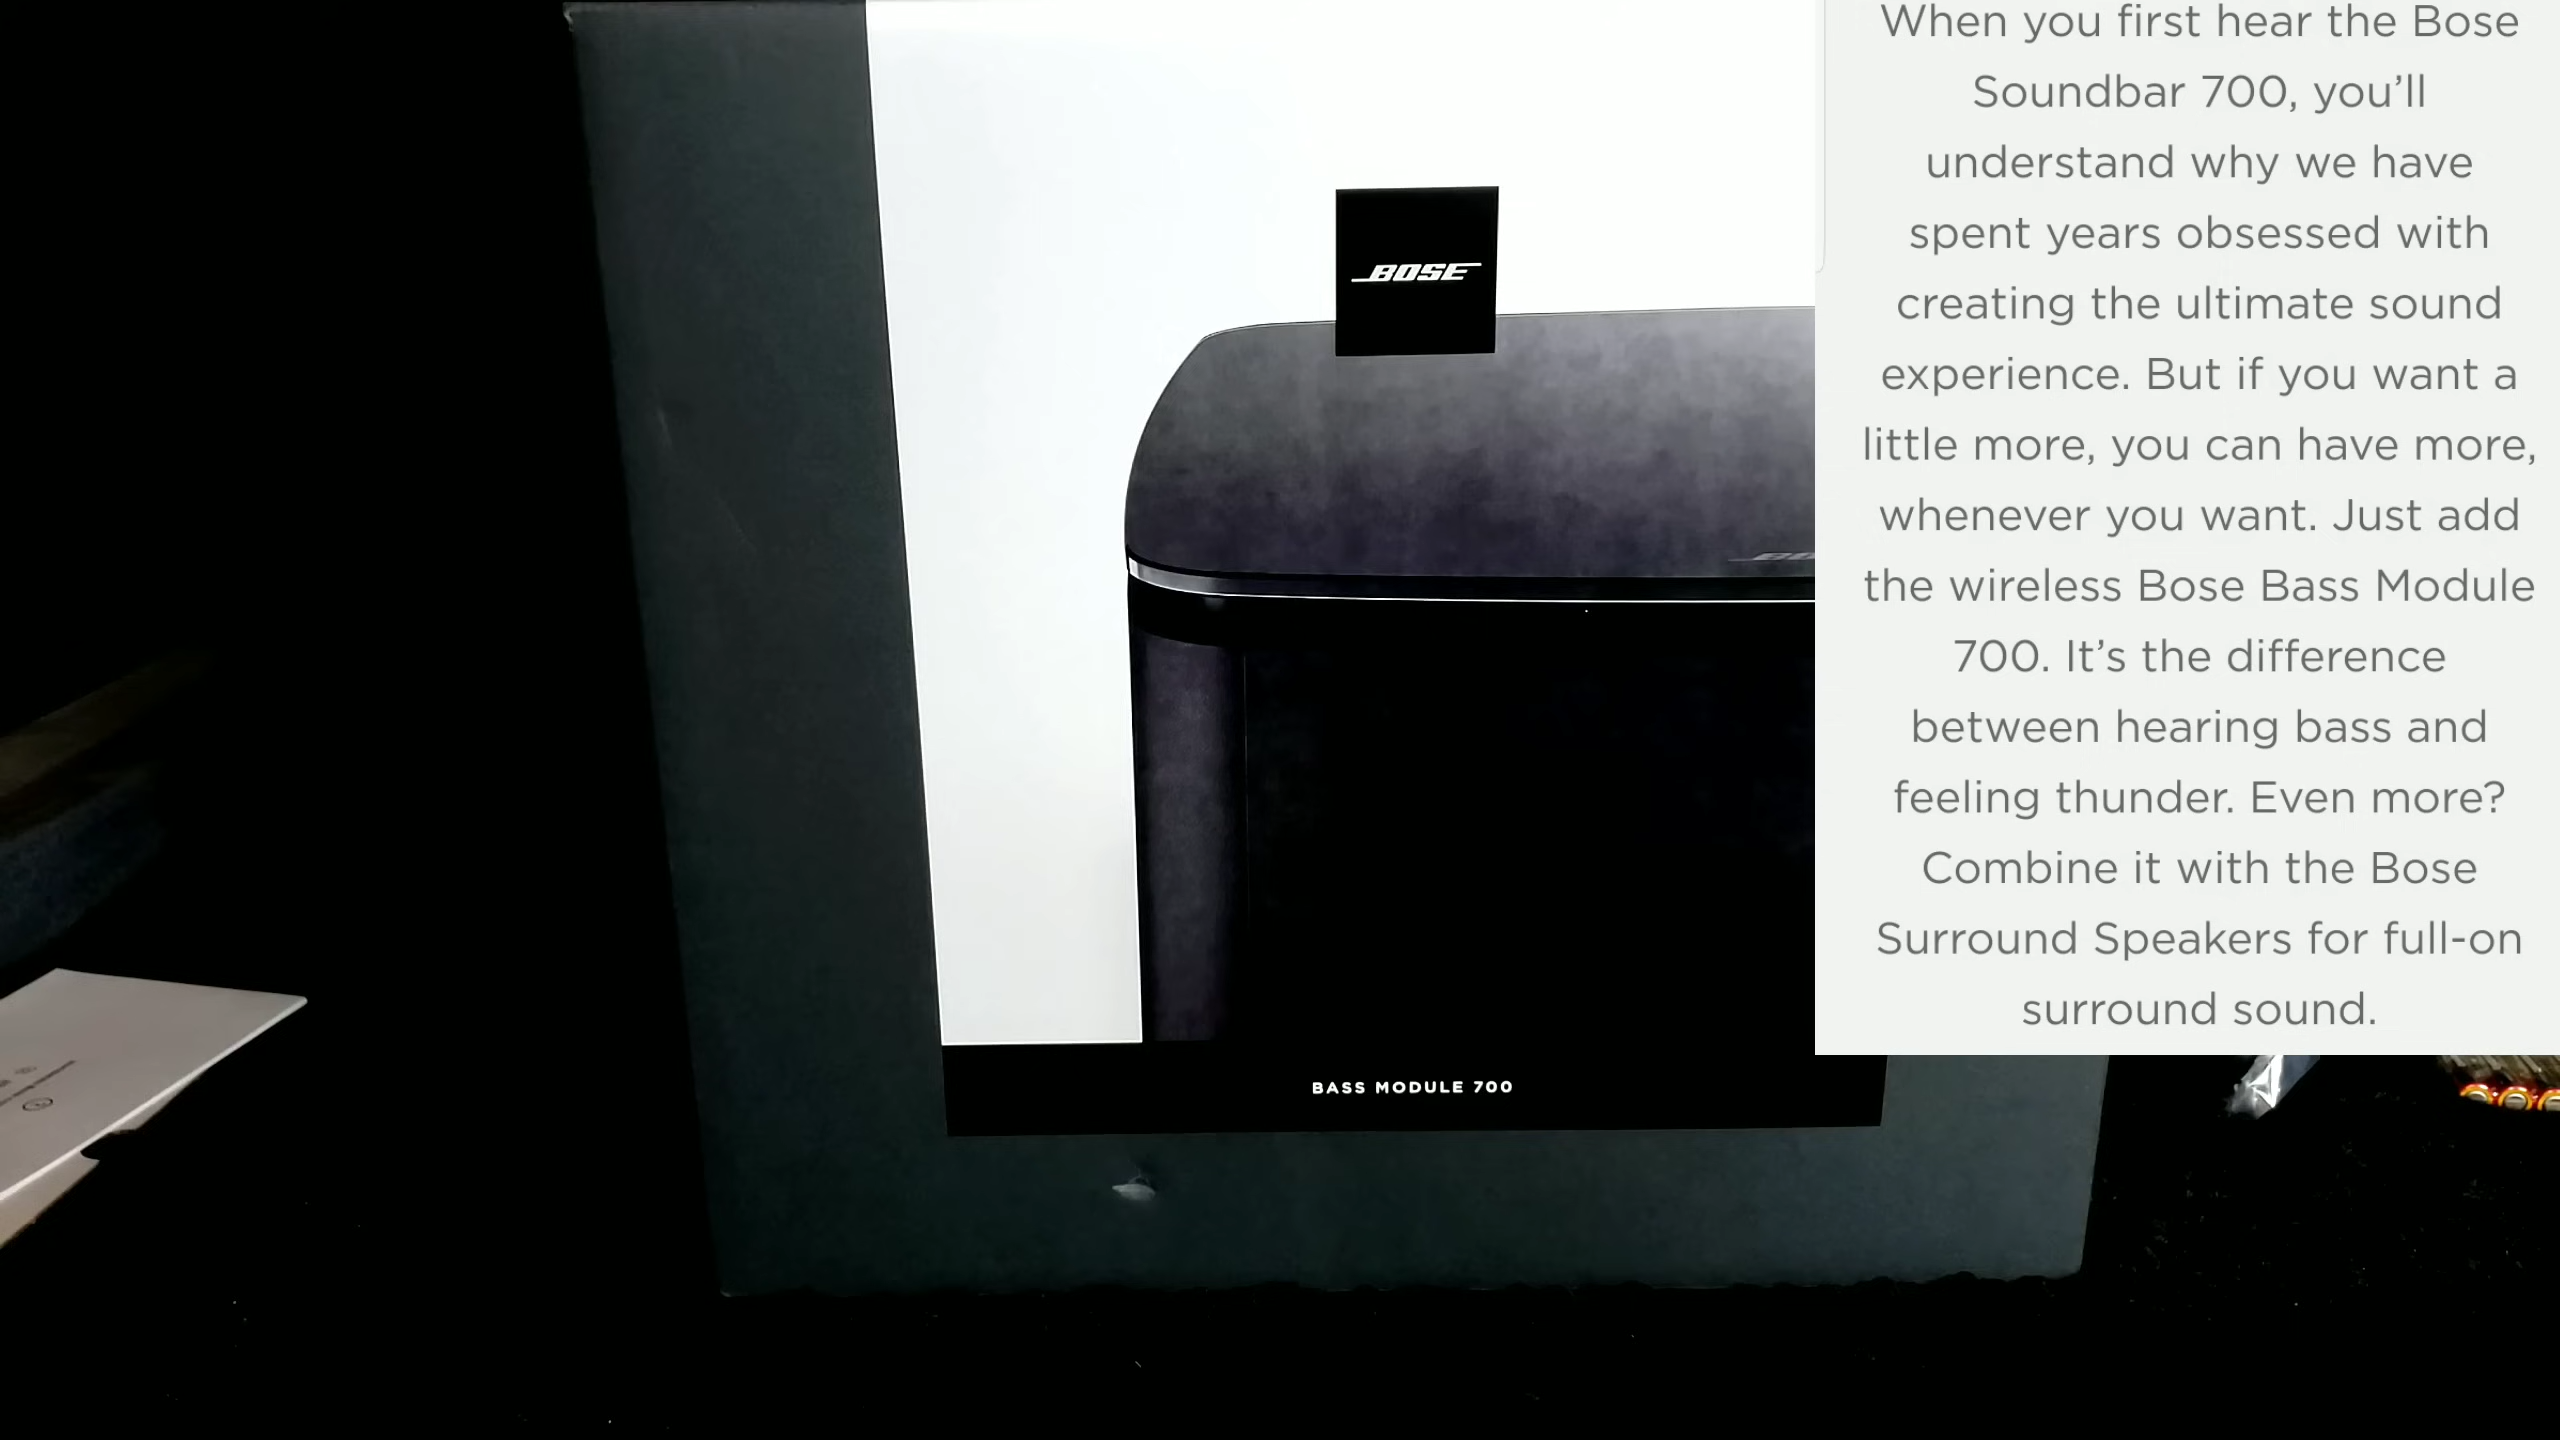 When you first hear the Bose
Soundbar 700, you’ll
understand why we have
spent years obsessed with
creating the ultimate sound
experience. But if you want a
little more, you can have more,
whenever you want. Just add
the wireless Bose Bass Module
700. It’s the difference
between hearing bass and
feeling thunder. Even more?
Combine it with the Bose
Surround Speakers for full-on
surround sound.
BOSE
BASS MODULE 700